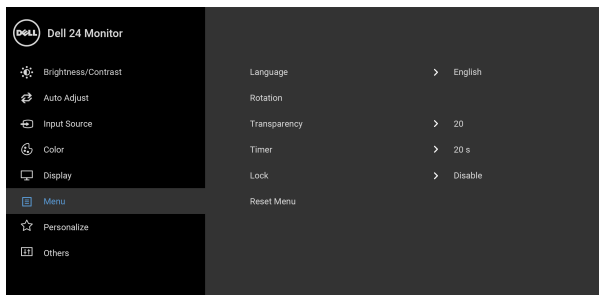 DELL Dell 24 Monitor
Brightness/Contrast
Auto Adjust
Input Source
Color
Display
Menu
Personalize
Others
Language > English
Rotation
Transparency > 20
Timer > 20 s
Lock > Disable
Reset Menu